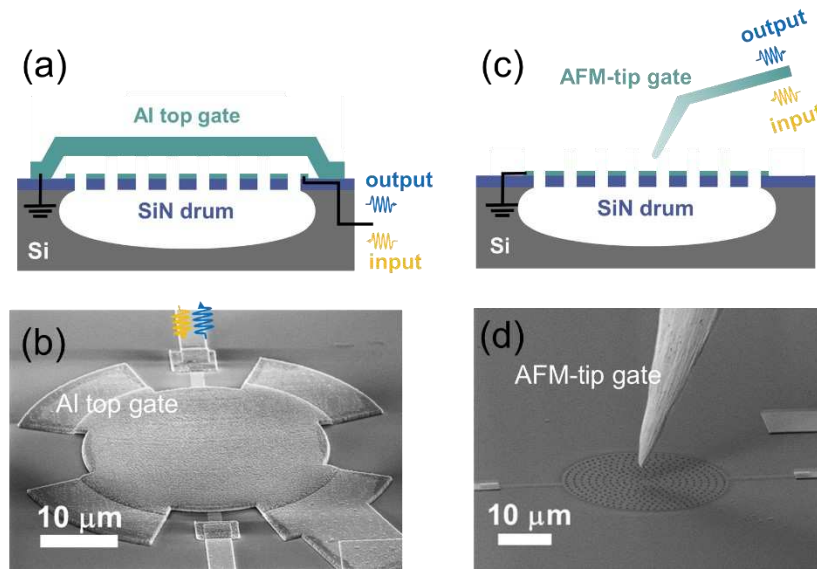 (a)
Al top gate
output
SiN drum
Si
input
(c)
output
AFM-tip gate
input
SiN drum
Si
(b)
Al top gate
10 μm
(d)
AFM-tip gate
10 μm